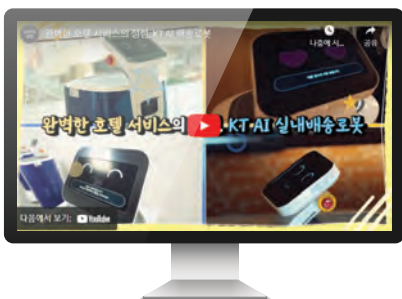 완벽한 호텔 서비스의 정점, KT AI 배송로봇
나중에 시...
공유
완벽한 호텔 서비스의
KT AI 실내배송로봇
다음에서 보기: YouTube